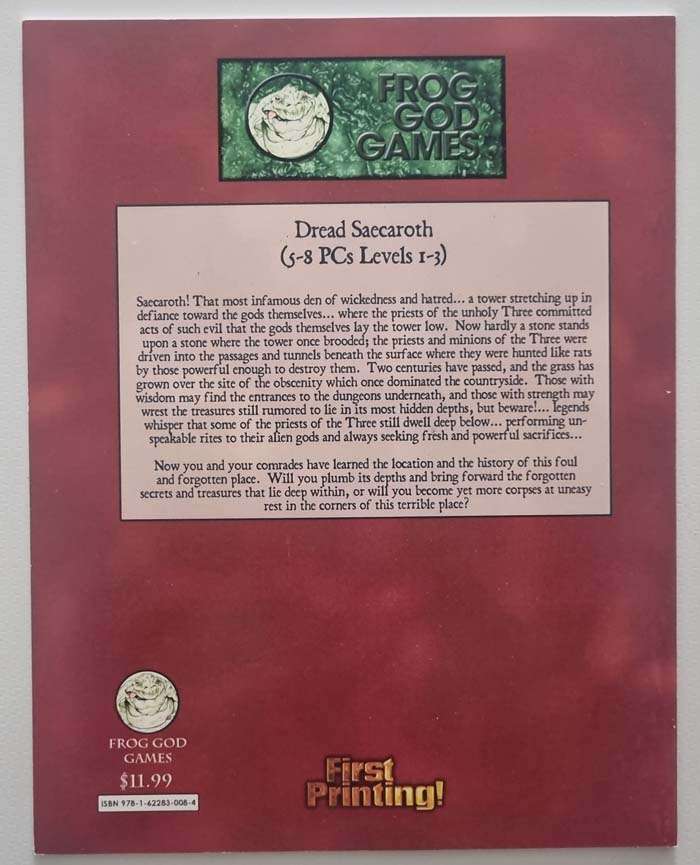 FROG
GOD
GAMES
Dread Saecaroth
(5-8 PCs Levels 1-3)
Saecaroth! That most infamous den of wickedness and hatred... a tower stretching up in
defiance toward the gods themselves... where the priests of the unholy Three committed
acts of such evil that the gods themselves lay the tower low. Now hardly a stone stands
upon a stone where the tower once brooded; the priests and minions of the Three were
driven into the passages and tunnels beneath the surface where they were hunted like rats
by those powerful enough to destroy them. Two centuries have passed, and the grass has
grown over the site of the obscenity which once dominated the countryside. Those with
wisdom may find the entrances to the dungeons underneath, and those with strength may
wrest the treasures still rumored to lie in its most hidden depths, but beware!... legends
whisper that some of the priests of the Three still dwell deep below... performing un-
speakable rites to their alien gods and always seeking fresh and powerful sacrifices...
Now you and your comrades have learned the location and the history of this foul
and forgotten place. Will you plumb its depths and bring forward the forgotten
secrets and treasures that lie deep within, or will you become yet more corpses at uneasy
rest in the corners of this terrible place?
FROG GOD
GAMES
$11.99
ISBN 978-1-62283-008-4
First
Printing!